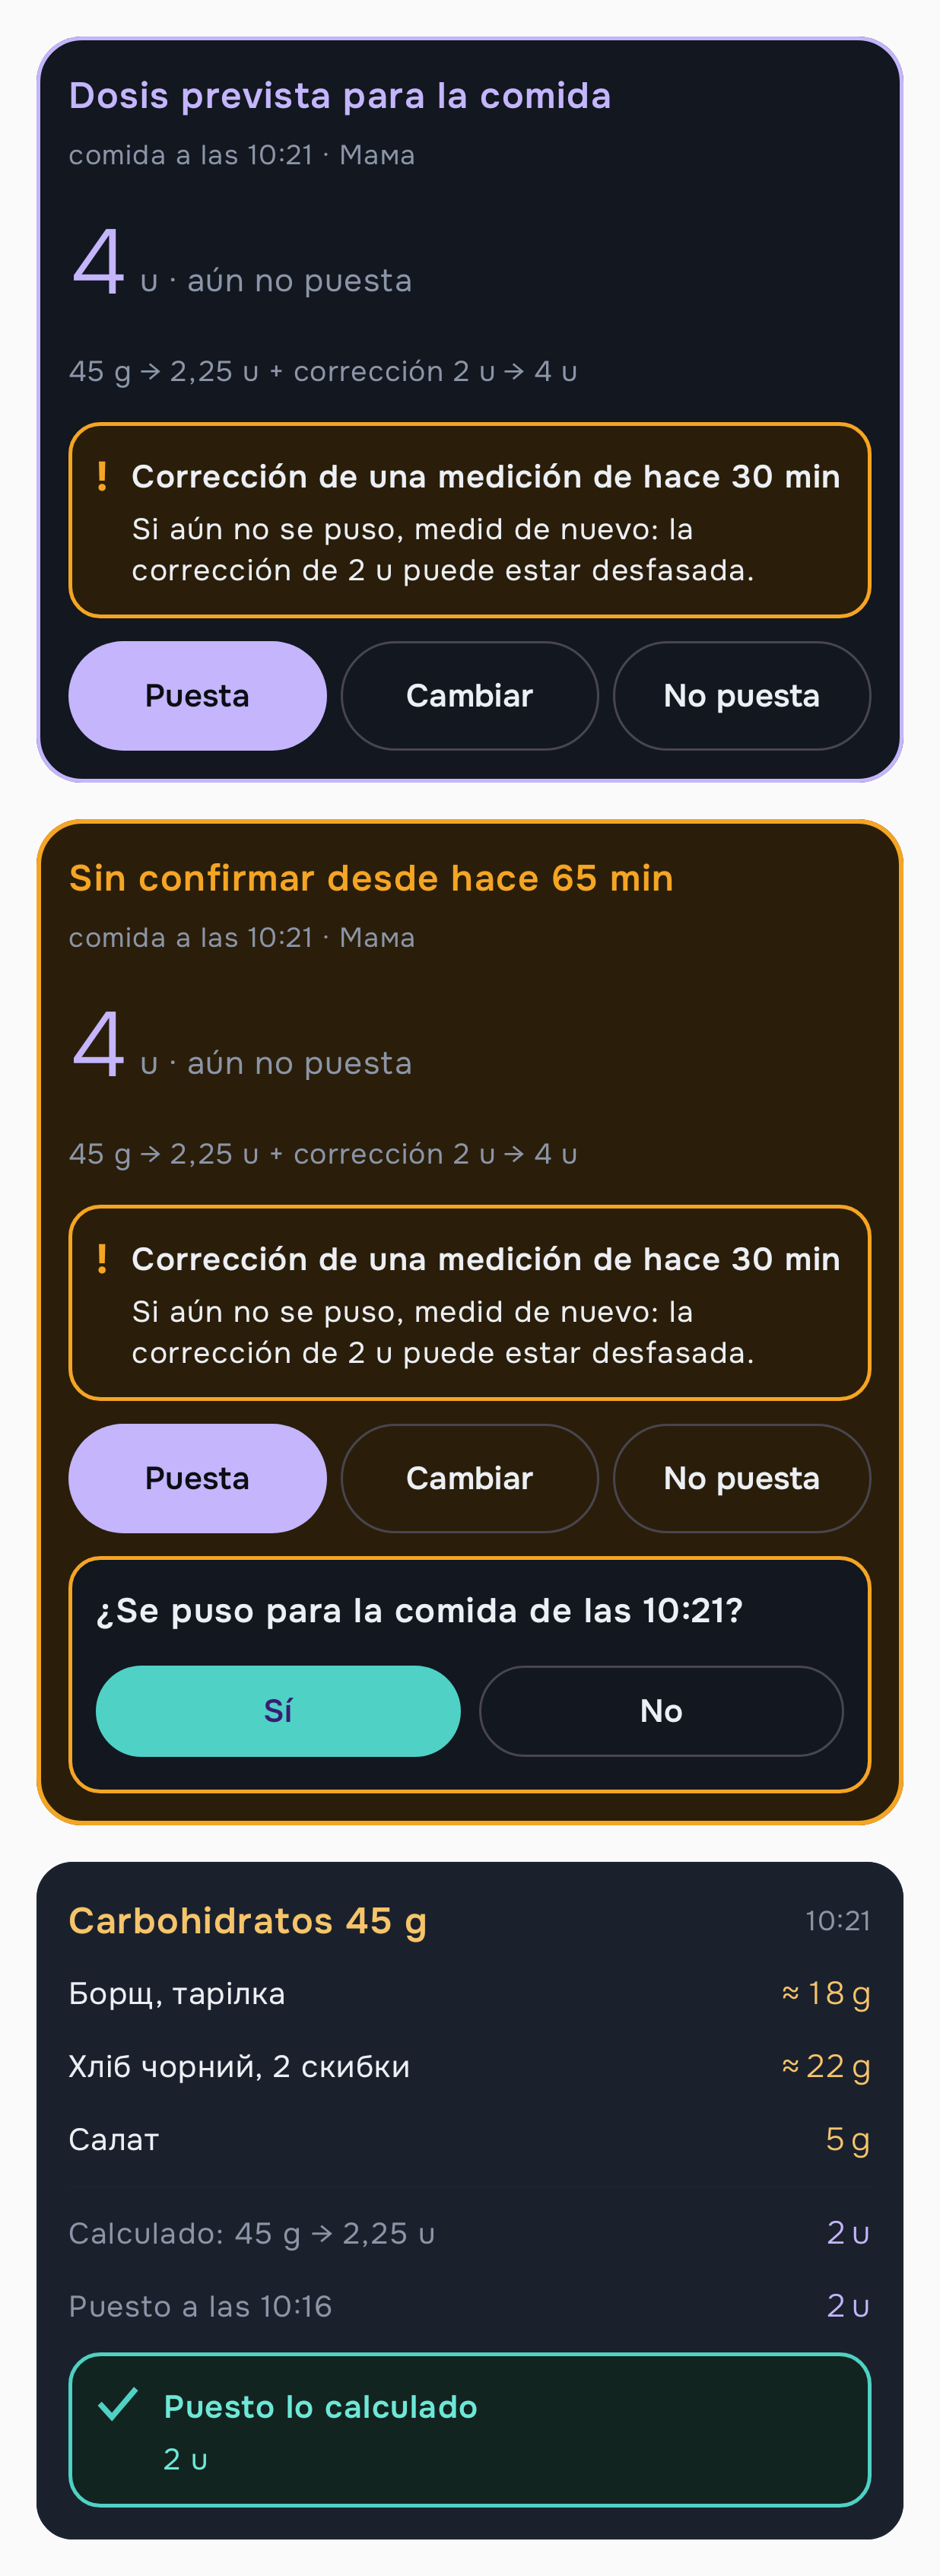 Dosis prevista para la comida
comida a las 10:21 · Мама
4 u · aún no puesta
45 g → 2,25 u + corrección 2 u → 4 u
! Corrección de una medición de hace 30 min
Si aún no se puso, medid de nuevo: la
corrección de 2 u puede estar desfasada.
Puesta Cambiar No puesta
Sin confirmar desde hace 65 min
comida a las 10:21 · Мама
4 u · aún no puesta
45 g → 2,25 u + corrección 2 u → 4 u
! Corrección de una medición de hace 30 min
Si aún no se puso, medid de nuevo: la
corrección de 2 u puede estar desfasada.
Puesta Cambiar No puesta
¿Se puso para la comida de las 10:21?
Sí No
Carbohidratos 45 g 10:21
Борщ, тарілка ≈ 18 g
Хліб чорний, 2 скибки ≈ 22 g
Салат 5 g
Calculado: 45 g → 2,25 u 2 u
Puesto a las 10:16 2 u
Puesto lo calculado
2 u